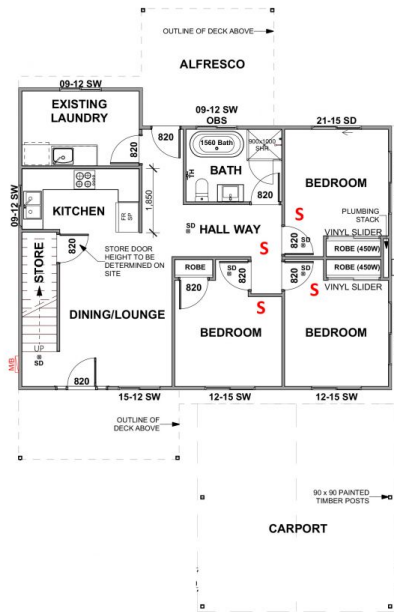 OUTLINE OF
DECK ABOVE
ALFRESCO
09-12 SW
EXISTING
LAUNDRY
820
820
09-12 SW
OBS
1560 Bath
900x1000
SHR
BATH
820
21-15 SD
BEDROOM
S
820
SD
PLUMBING
STACK
VINYL SLIDER
ROBE (450W)
ROBE (450W)
VINYL SLIDER
09-12 SW
KITCHEN
FR
SP
1,850
SD
HALL WAY
S
STORE
820
STORE DOOR
HEIGHT TO BE
DETERMINED ON
SITE
ROBE
SD
820
820
S
BEDROOM
SD
820
S
BEDROOM
DINING/LOUNGE
UP
SD
M/B
820
15-12 SW
12-15 SW
12-15 SW
OUTLINE OF
DECK ABOVE
90 x 90 PAINTED
TIMBER POSTS
CARPORT